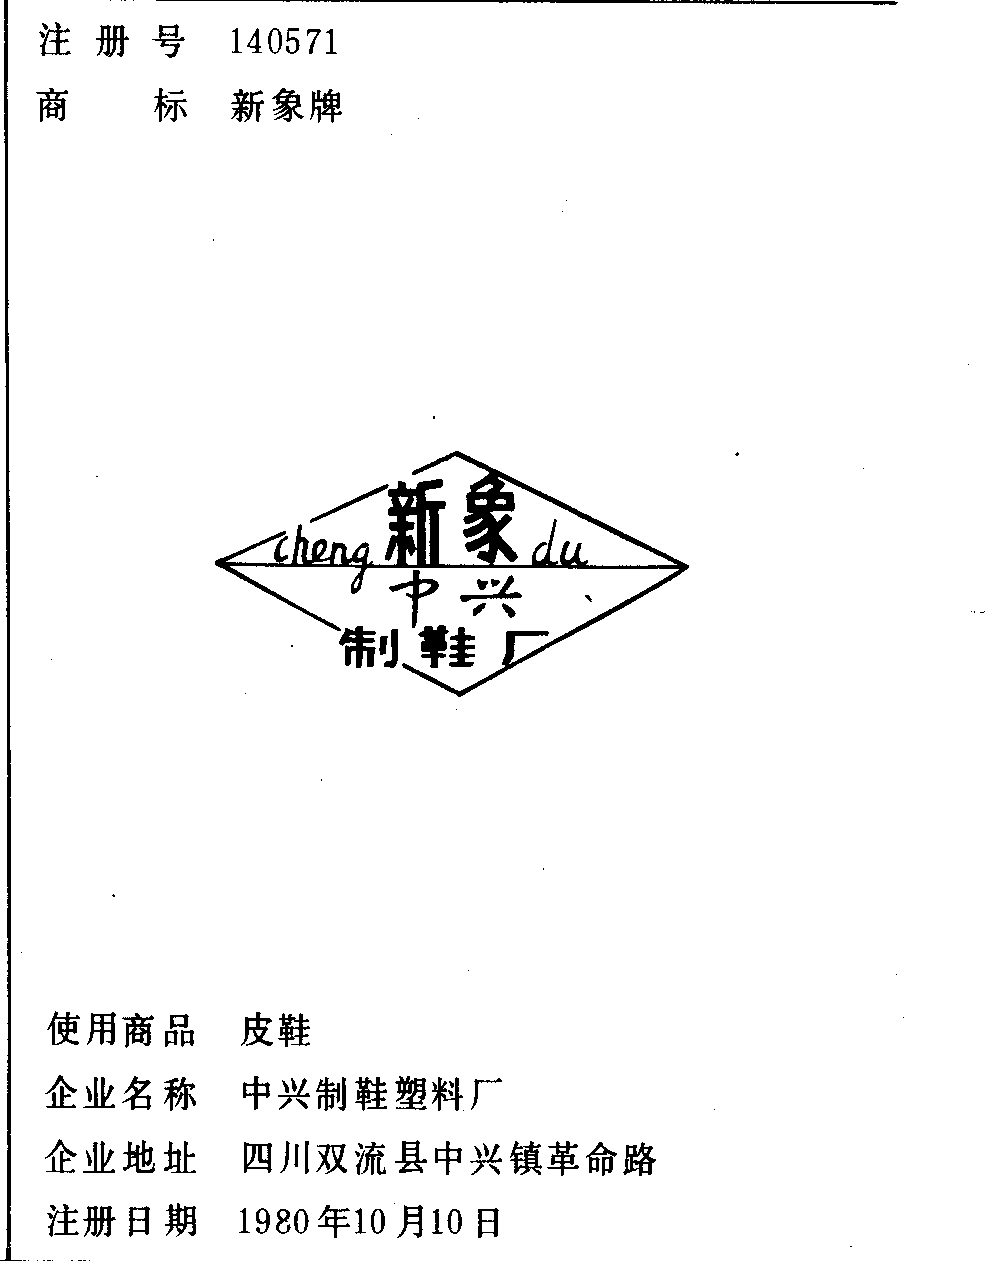 注册号 140571
商标 新象牌
cheng 新象 du
中兴
制鞋厂
使用商品 皮鞋
企业名称 中兴制鞋塑料厂
企业地址 四川双流县中兴镇革命路
注册日期 1980年10月10日